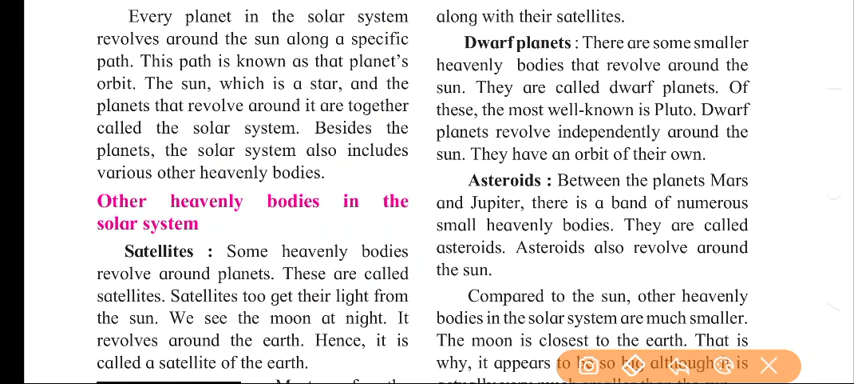 Every planet in the solar system
revolves around the sun along a specific
path. This path is known as that planet's
orbit. The sun, which is a star, and the
planets that revolve around it are together
called the solar system. Besides the
planets, the solar system also includes
various other heavenly bodies.
Other heavenly bodies in the
solar system
Satellites : Some heavenly bodies
revolve around planets. These are called
satellites. Satellites too get their light from
the sun. We see the moon at night. It
revolves around the earth. Hence, it is
called a satellite of the earth.
along with their satellites.
Dwarf planets : There are some smaller
heavenly bodies that revolve around the
sun. They are called dwarf planets. Of
these, the most well-known is Pluto. Dwarf
planets revolve independently around the
sun. They have an orbit of their own.
Asteroids : Between the planets Mars
and Jupiter, there is a band of numerous
small heavenly bodies. They are called
asteroids. Asteroids also revolve around
the sun.
Compared to the sun, other heavenly
bodies in the solar system are much smaller.
The moon is closest to the earth. That is
why, it appears to be so big although it is